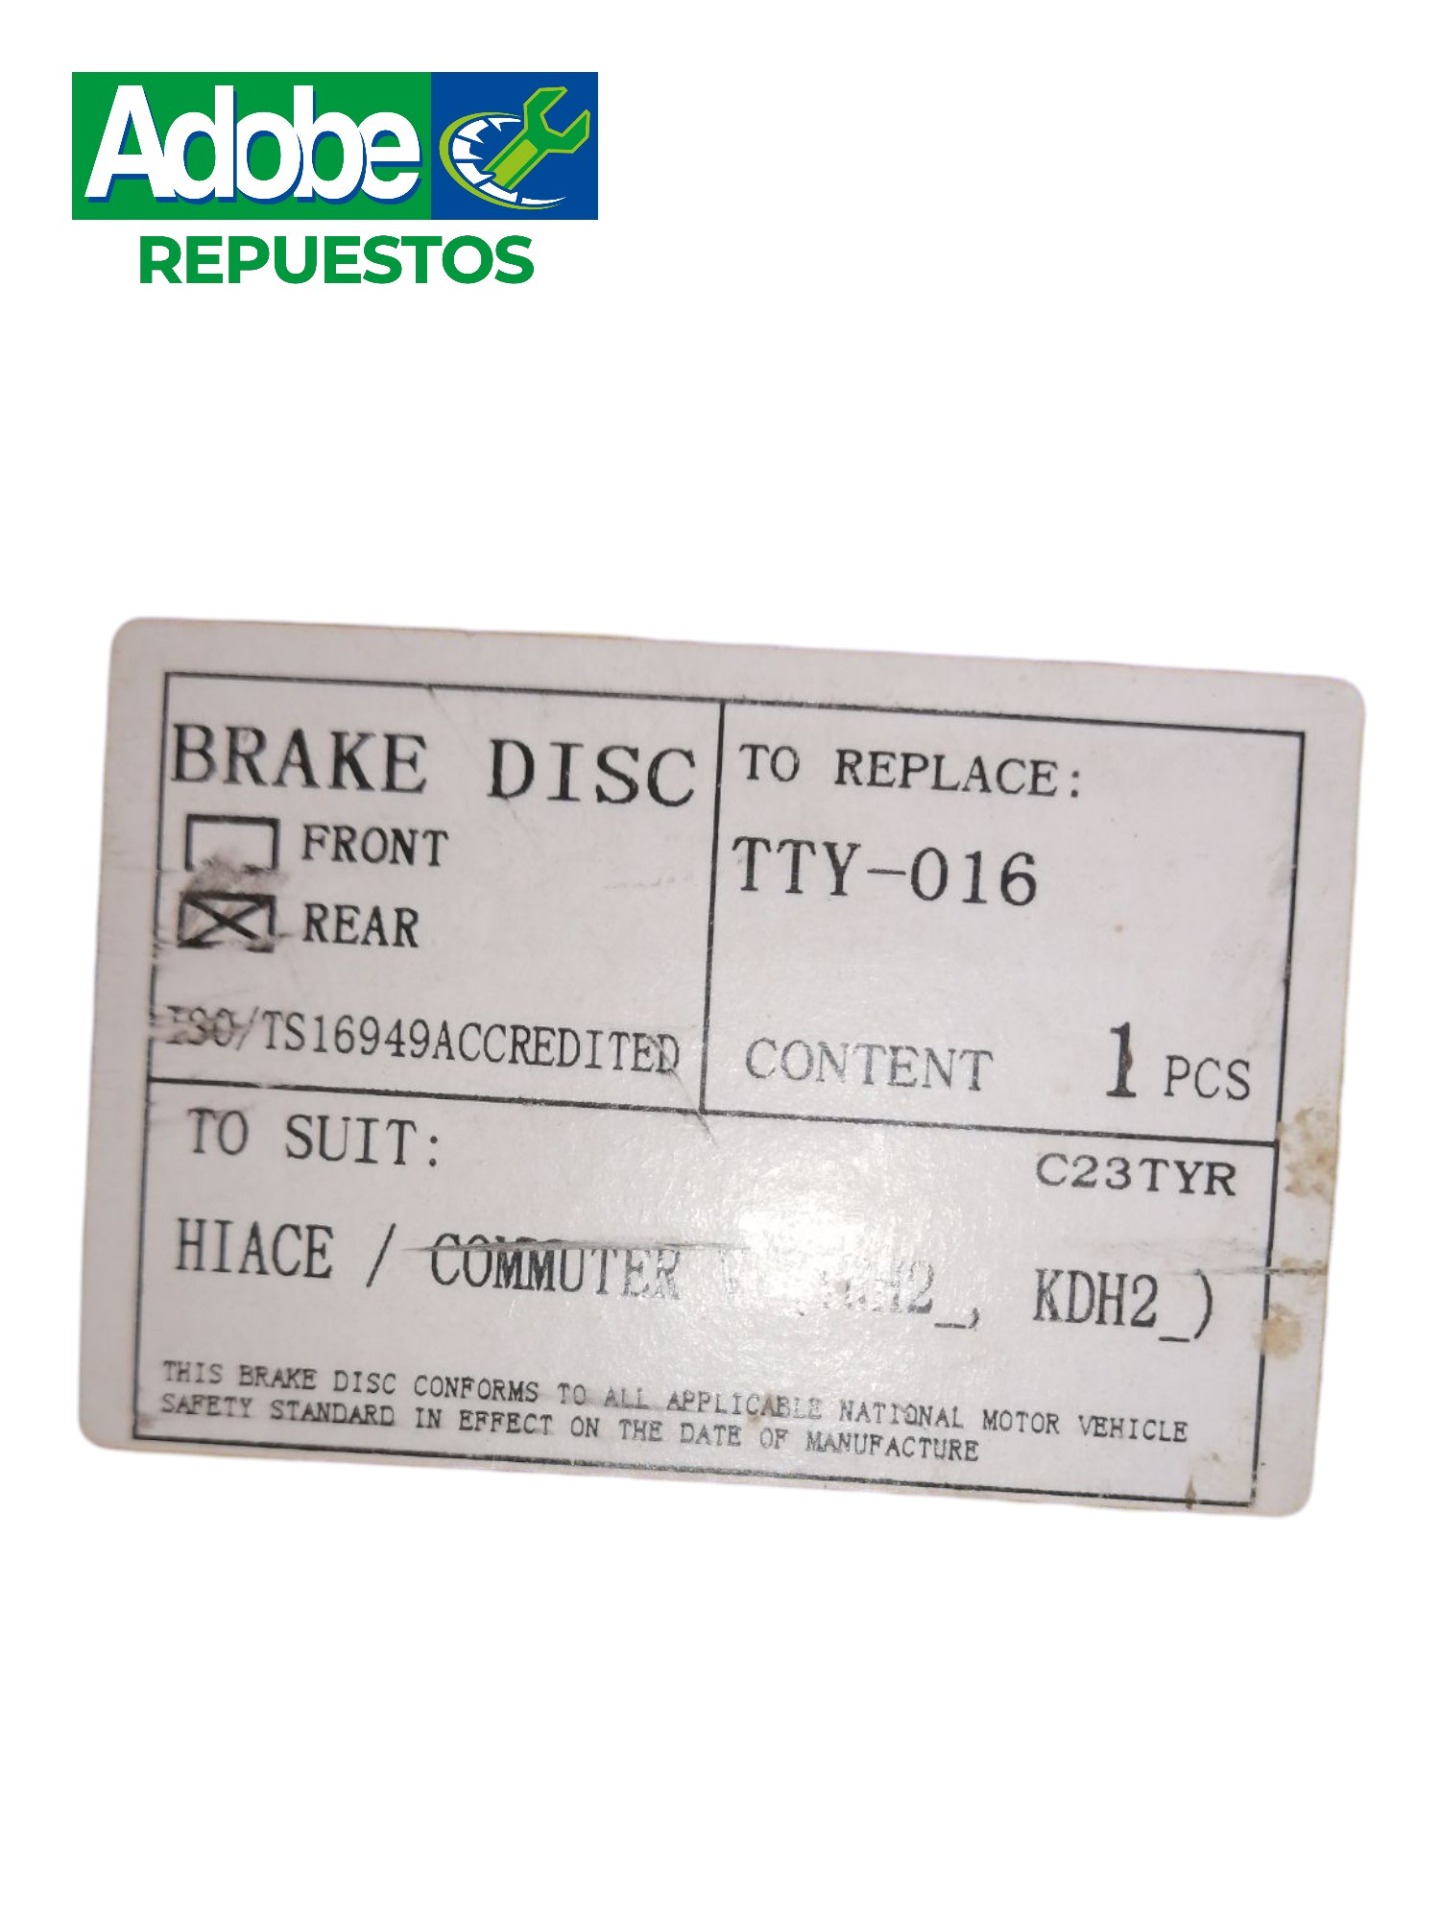 Adobe
REPUESTOS
BRAKE DISC
FRONT
REAR
ISO/TS16949ACCREDITED
TO REPLACE:
TTY-016
CONTENT 1 PCS
TO SUIT:
C23TYR
HIACE / COMMUTER KDH2_)
THIS BRAKE DISC CONFORMS TO ALL APPLICABLE NATIONAL MOTOR VEHICLE
SAFETY STANDARD IN EFFECT ON THE DATE OF MANUFACTURE